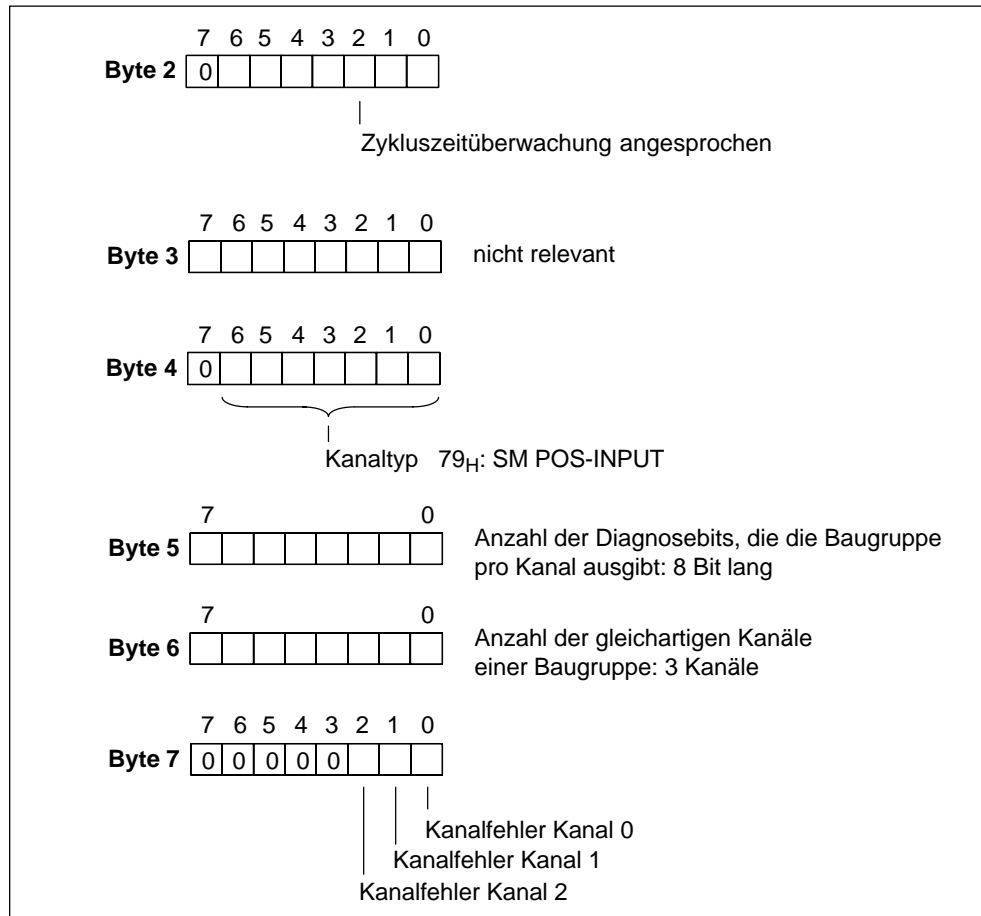 7 6 5 4 3 2 1 0
Byte 2 0
Zykluszeitüberwachung angesprochen
7 6 5 4 3 2 1 0
Byte 3 nicht relevant
7 6 5 4 3 2 1 0
Byte 4 0
Kanaltyp 79H: SM POS-INPUT
7 0
Byte 5 Anzahl der Diagnosebits, die die Baugruppe
pro Kanal ausgibt: 8 Bit lang
7 0
Byte 6 Anzahl der gleichartigen Kanäle
einer Baugruppe: 3 Kanäle
7 6 5 4 3 2 1 0
Byte 7 0 0 0 0 0
Kanalfehler Kanal 0
Kanalfehler Kanal 1
Kanalfehler Kanal 2